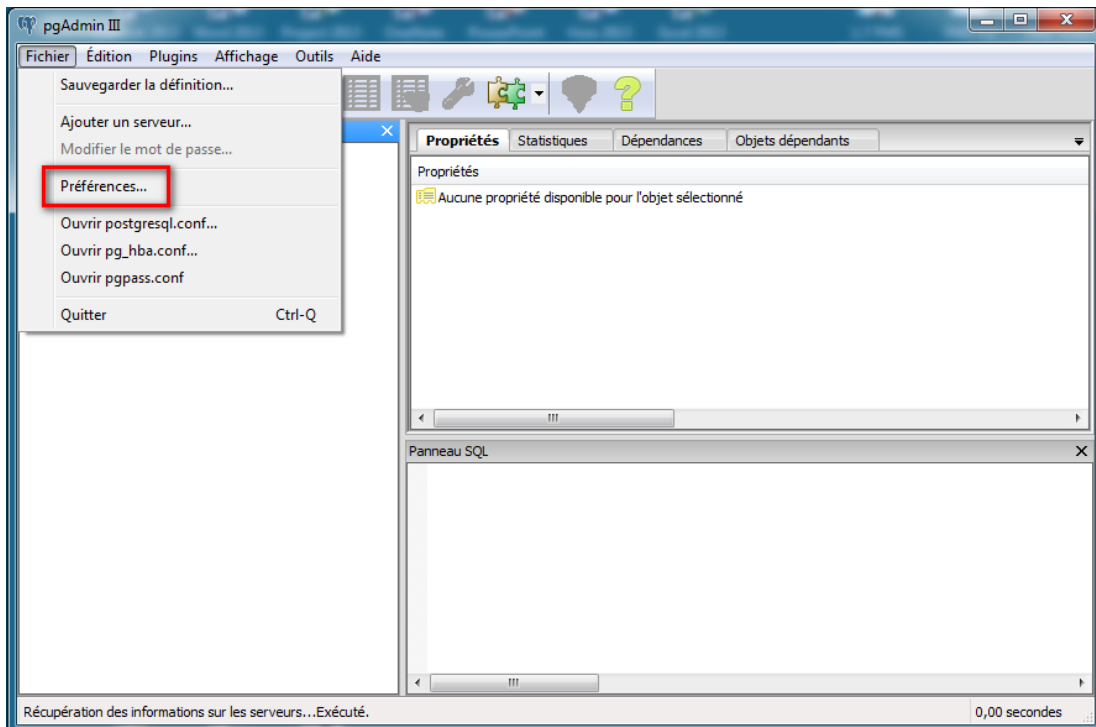 pgAdmin III
Fichier Édition Plugins Affichage Outils Aide
Sauvegarder la définition...
Ajouter un serveur...
Modifier le mot de passe...
Préférences...
Ouvrir postgresql.conf...
Ouvrir pg_hba.conf...
Ouvrir pgpass.conf
Quitter Ctrl-Q
Propriétés Statistiques Dépendances Objets dépendants
Propriétés
Aucune propriété disponible pour l'objet sélectionné
Panneau SQL
Récupération des informations sur les serveurs...Exécuté. 0,00 secondes